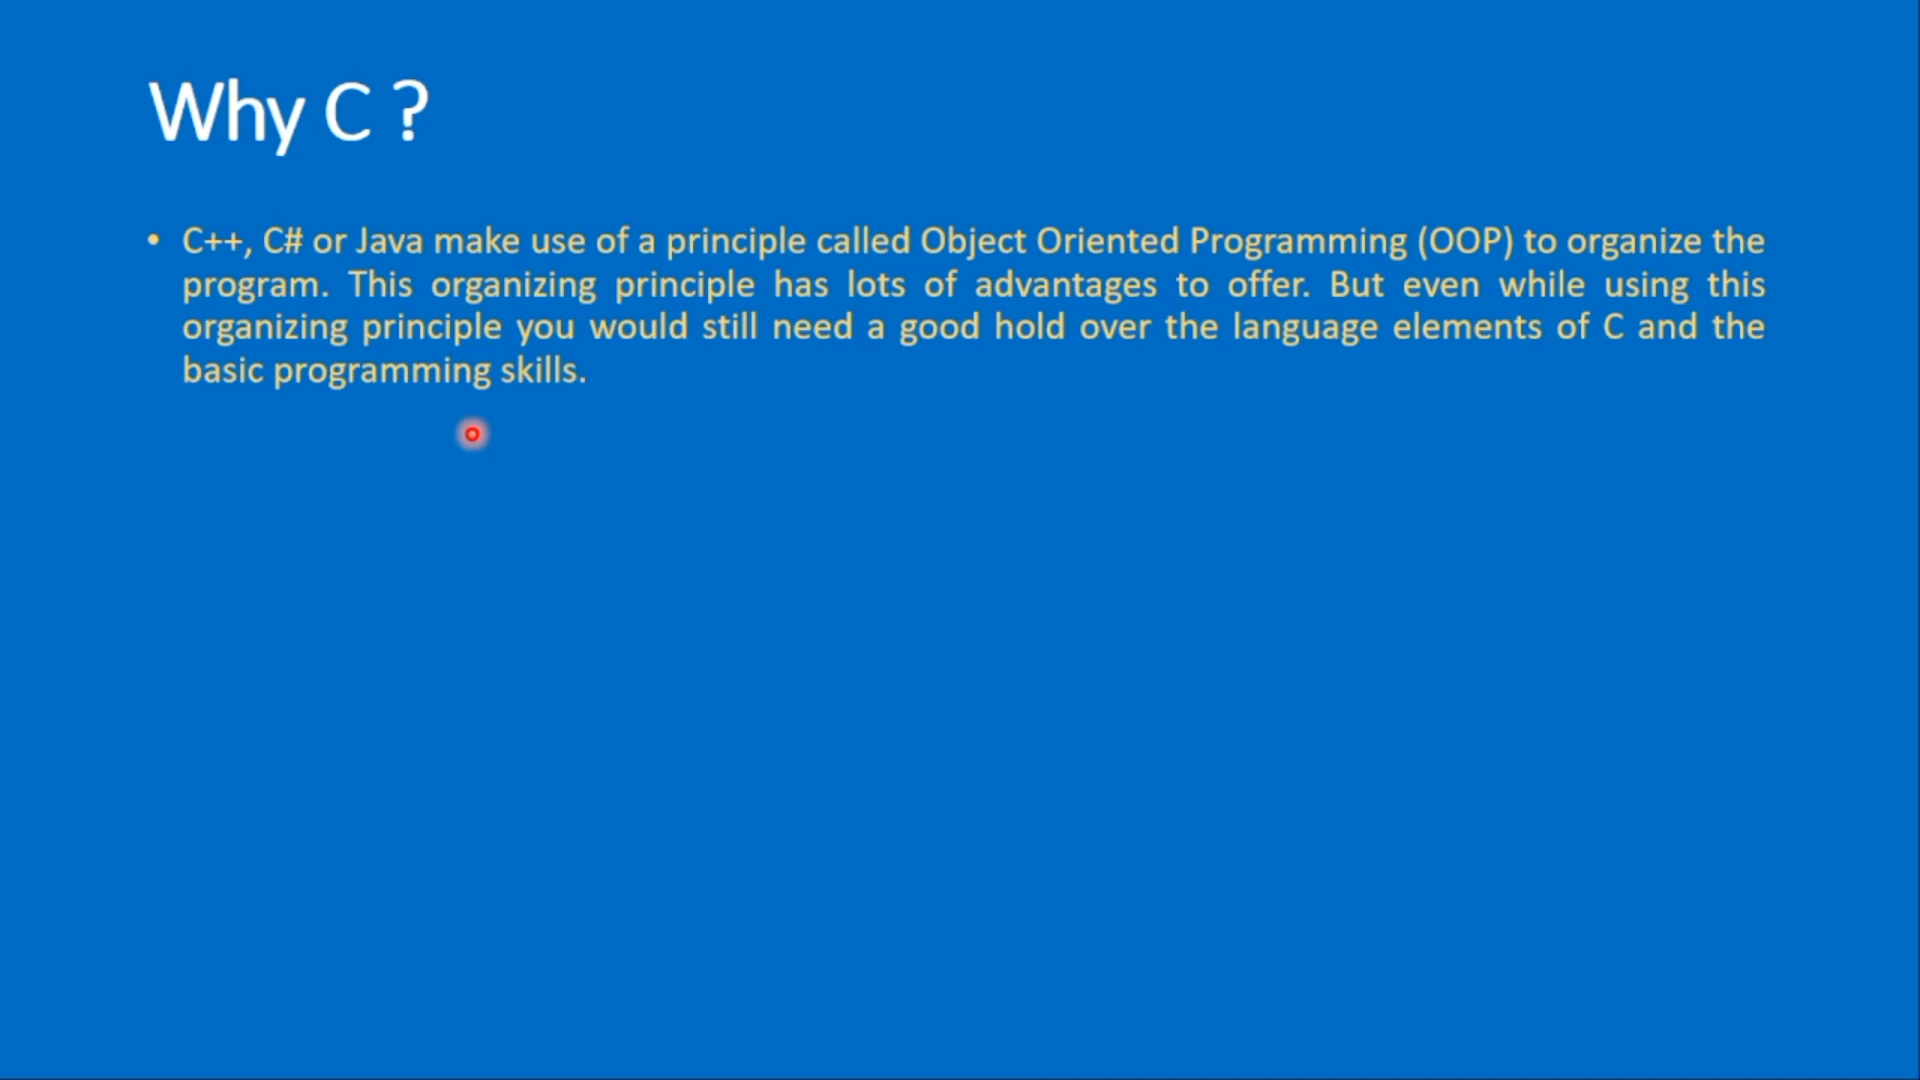 Why C ?
• C++, C# or Java make use of a principle called Object Oriented Programming (OOP) to organize the
program. This organizing principle has lots of advantages to offer. But even while using this
organizing principle you would still need a good hold over the language elements of C and the
basic programming skills.